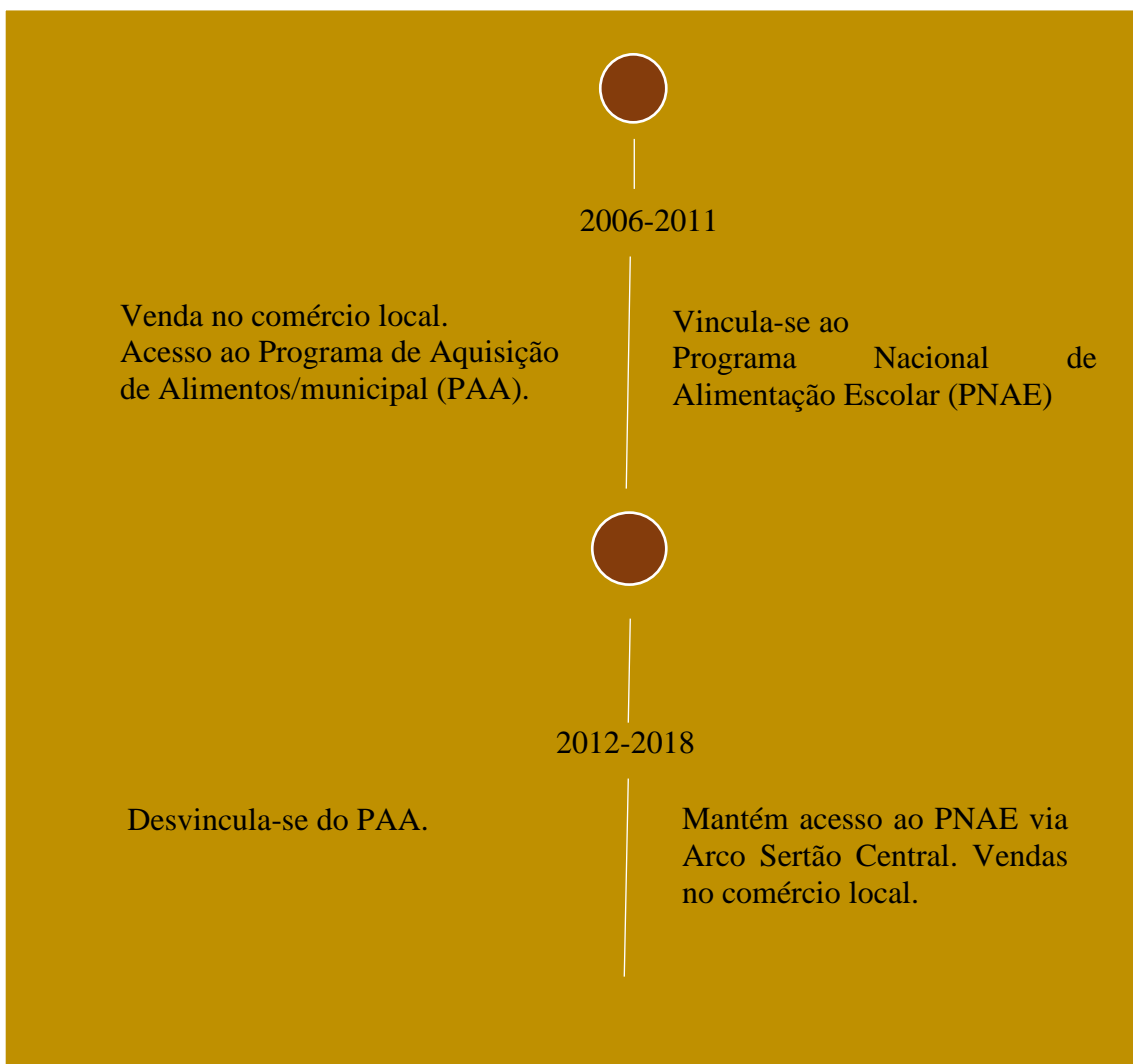 2006-2011
Venda no comércio local.
Acesso ao Programa de Aquisição
de Alimentos/municipal (PAA).
Vincula-se ao
Programa Nacional de
Alimentação Escolar (PNAE)
2012-2018
Desvincula-se do PAA.
Mantém acesso ao PNAE via
Arco Sertão Central. Vendas
no comércio local.